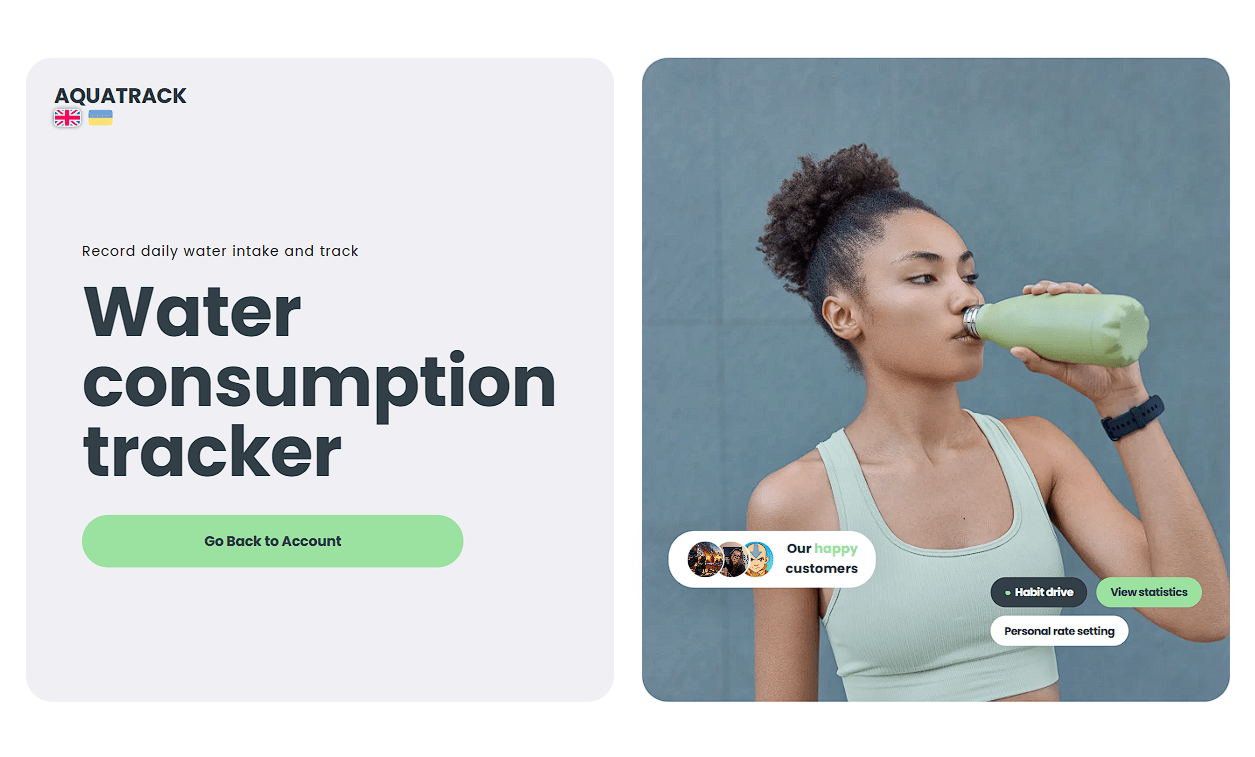 AQUATRACK
Record daily water intake and track
Water
consumption
tracker
Go Back to Account
Our happy
customers
Habit drive
View statistics
Personal rate setting